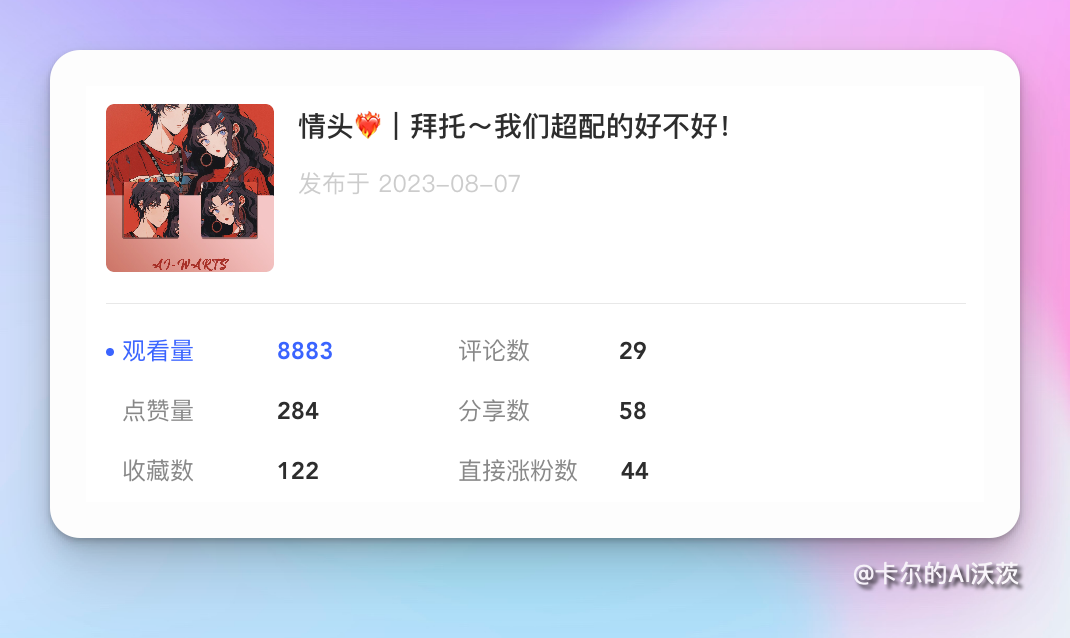 情头❤️‍🔥｜拜托～我们超配的好不好！
发布于 2023-08-07
AI-WARTS
观看量 8883 评论数 29
点赞量 284 分享数 58
收藏数 122 直接涨粉数 44
@卡尔的AI沃茨